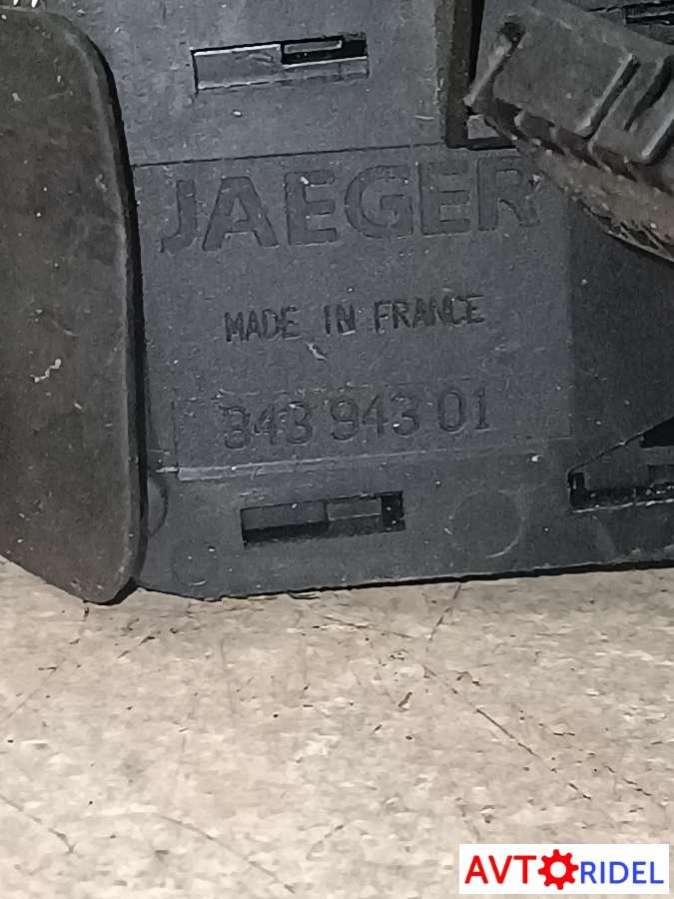 JAEGER
MADE IN FRANCE
343 943 01
AVTORIDEL